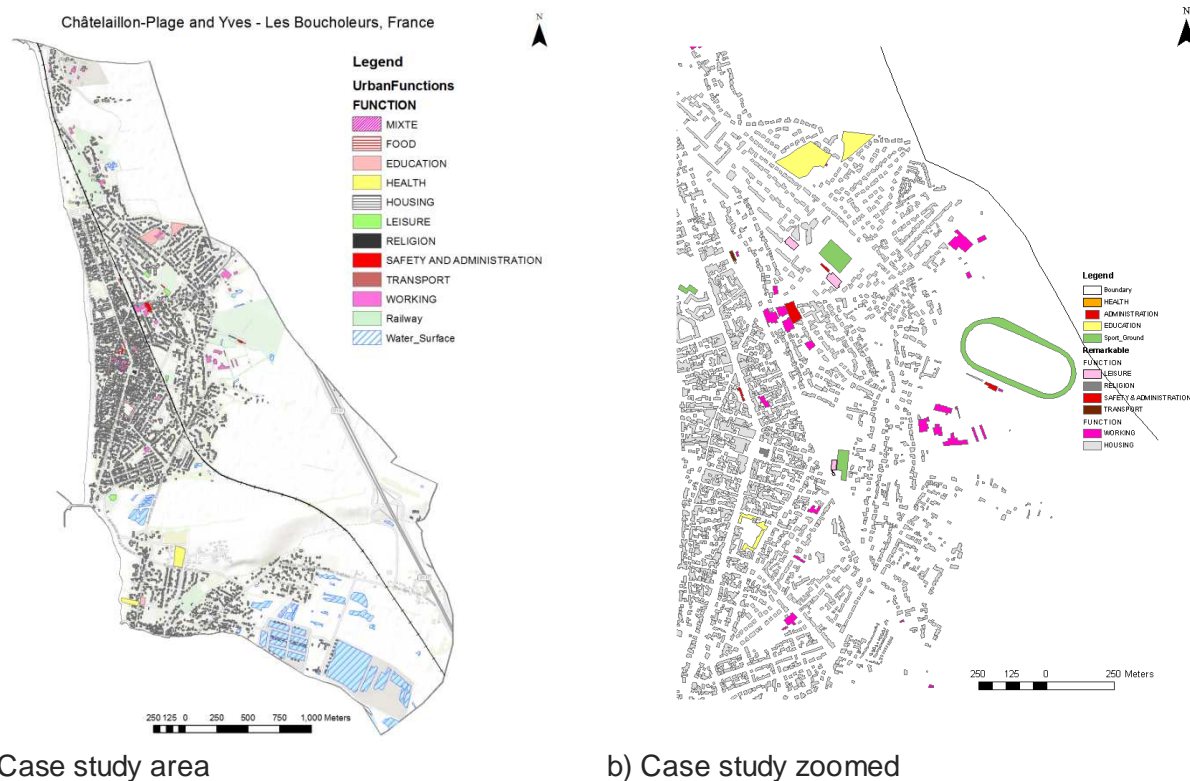 Châtelaillon-Plage and Yves - Les Boucholeurs, France
N
Legend
UrbanFunctions
FUNCTION
MIXTE
FOOD
EDUCATION
HEALTH
HOUSING
LEISURE
RELIGION
SAFETY AND ADMINISTRATION
TRANSPORT
WORKING
Railway
Water_Surface
250 125 0 250 500 750 1,000 Meters
Case study area
N
Legend
Boundary
HEALTH
ADMINISTRATION
EDUCATION
Sport_Ground
Remarkable
FUNCTION
LEISURE
RELIGION
SAFETY & ADMINISTRATION
TRANSPORT
FUNCTION
WORKING
HOUSING
250 125 0 250 Meters
b) Case study zoomed